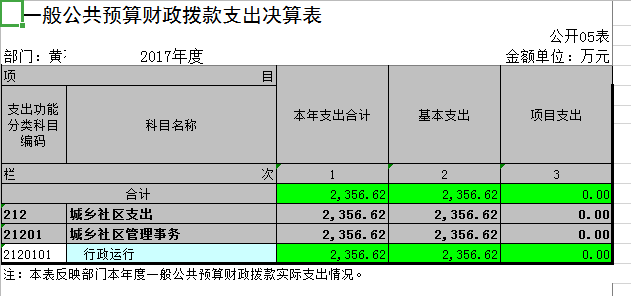 一般公共预算财政拨款支出决算表
公开05表
部门：黄 2017年度 金额单位：万元
项 目
支出功能分类科目编码 科目名称 本年支出合计 基本支出 项目支出
栏 次 1 2 3
合计 2,356.62 2,356.62 0.00
212 城乡社区支出 2,356.62 2,356.62 0.00
21201 城乡社区管理事务 2,356.62 2,356.62 0.00
2120101 行政运行 2,356.62 2,356.62 0.00
注：本表反映部门本年度一般公共预算财政拨款实际支出情况。